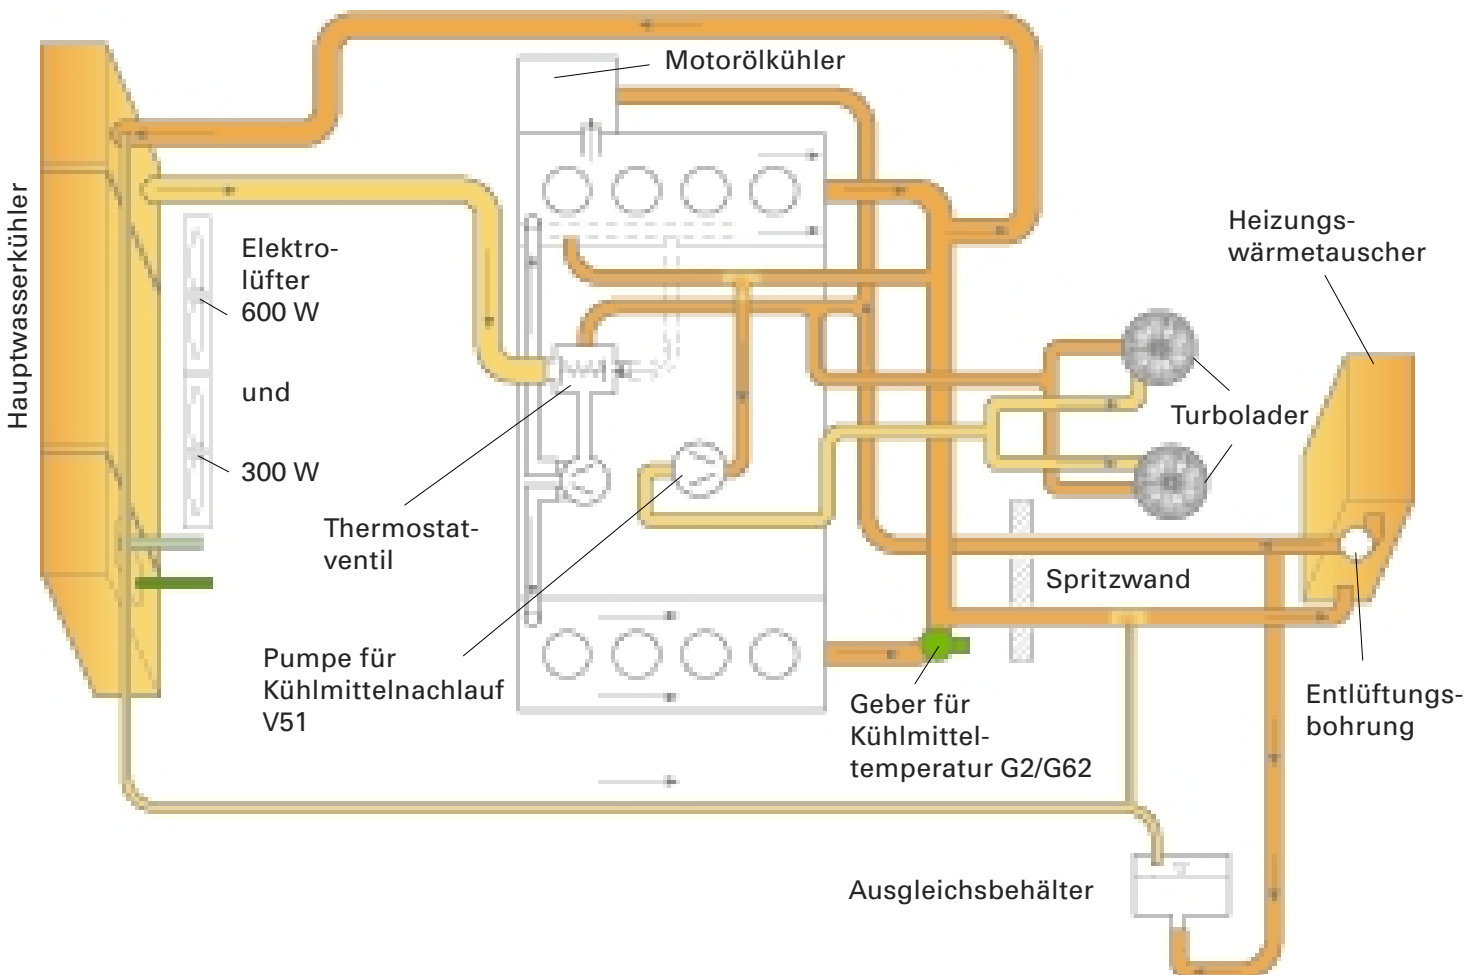 Motorölkühler
Hauptwasserkühler
Elektro-
lüfter
600 W
und
300 W
Heizungs-
wärmetauscher
Turbolader
Thermostat-
ventil
Spritzwand
Pumpe für
Kühlmittelnachlauf
V51
Geber für
Kühlmittel-
temperatur G2/G62
Entlüftungs-
bohrung
Ausgleichsbehälter